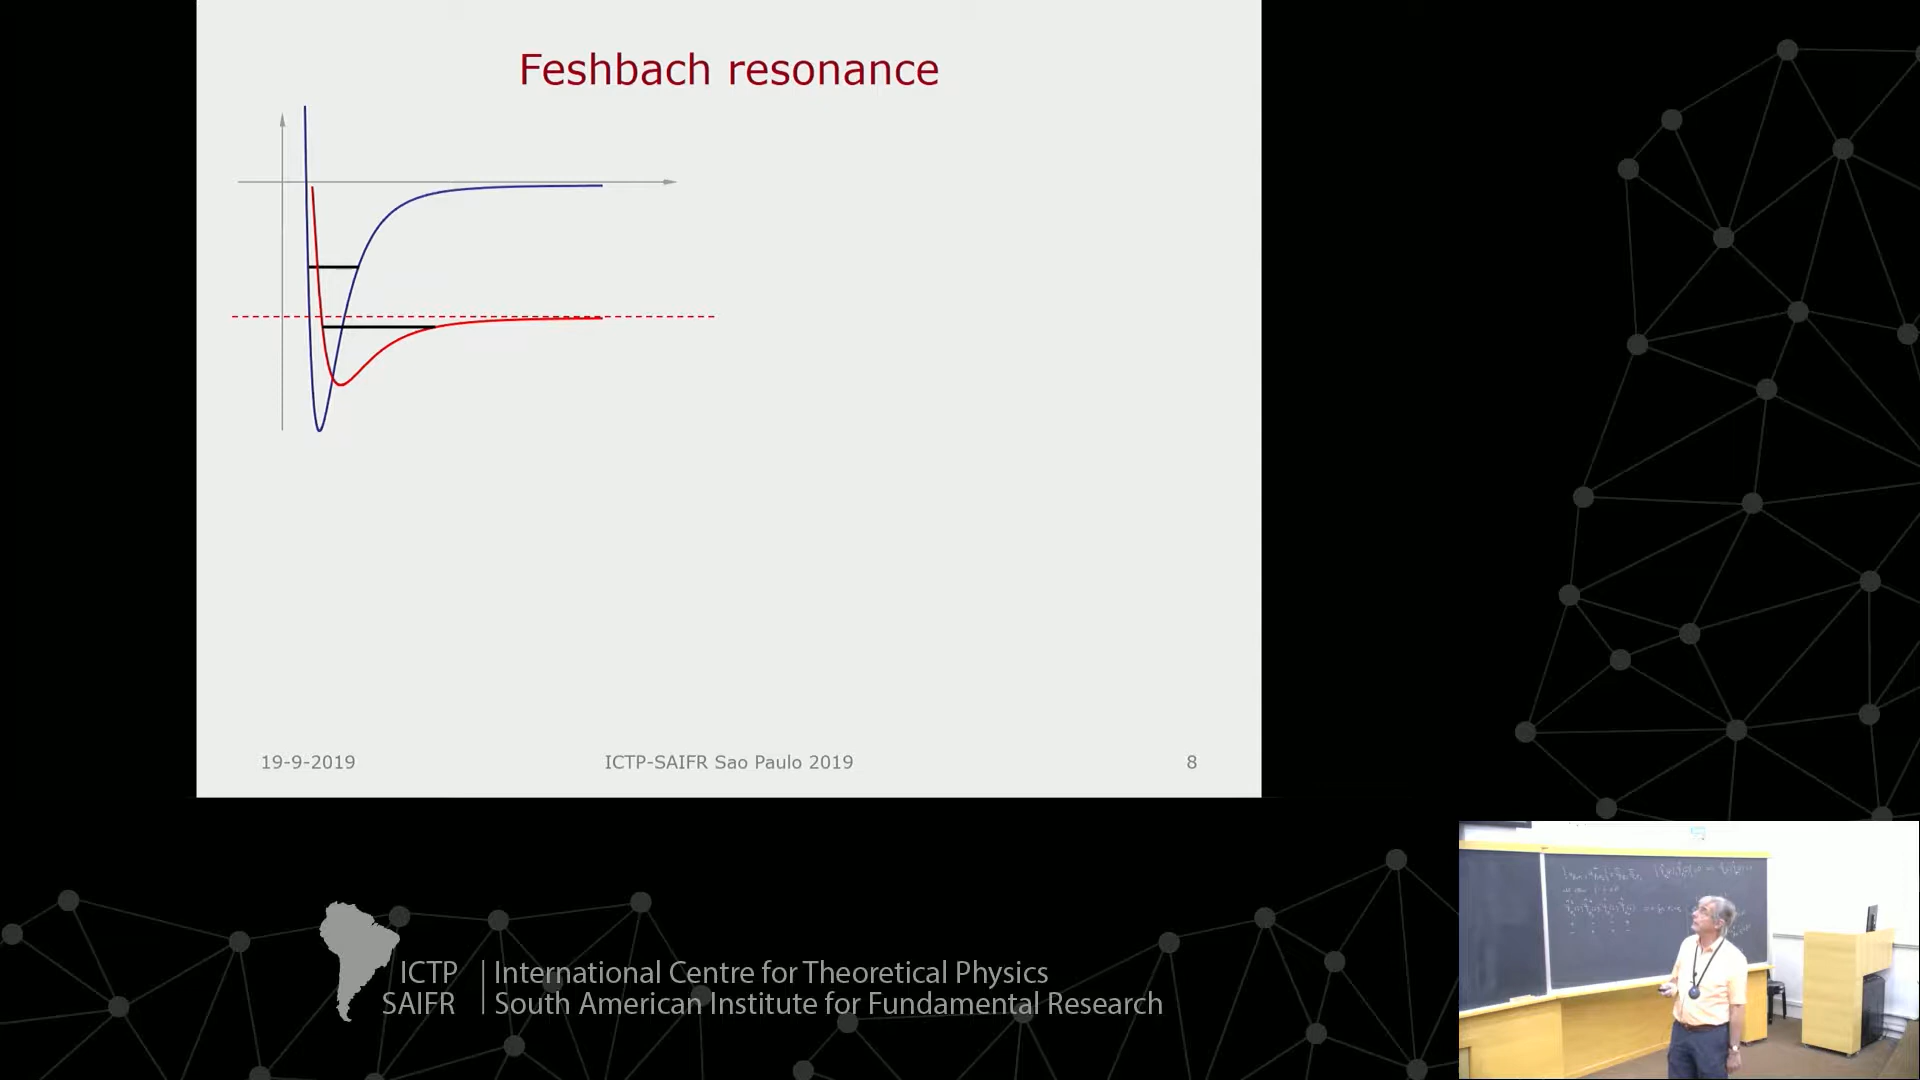 Feshbach resonance
19-9-2019
ICTP-SAIFR Sao Paulo 2019
8
ICTP
SAIFR
International Centre for Theoretical Physics
South American Institute for Fundamental Research